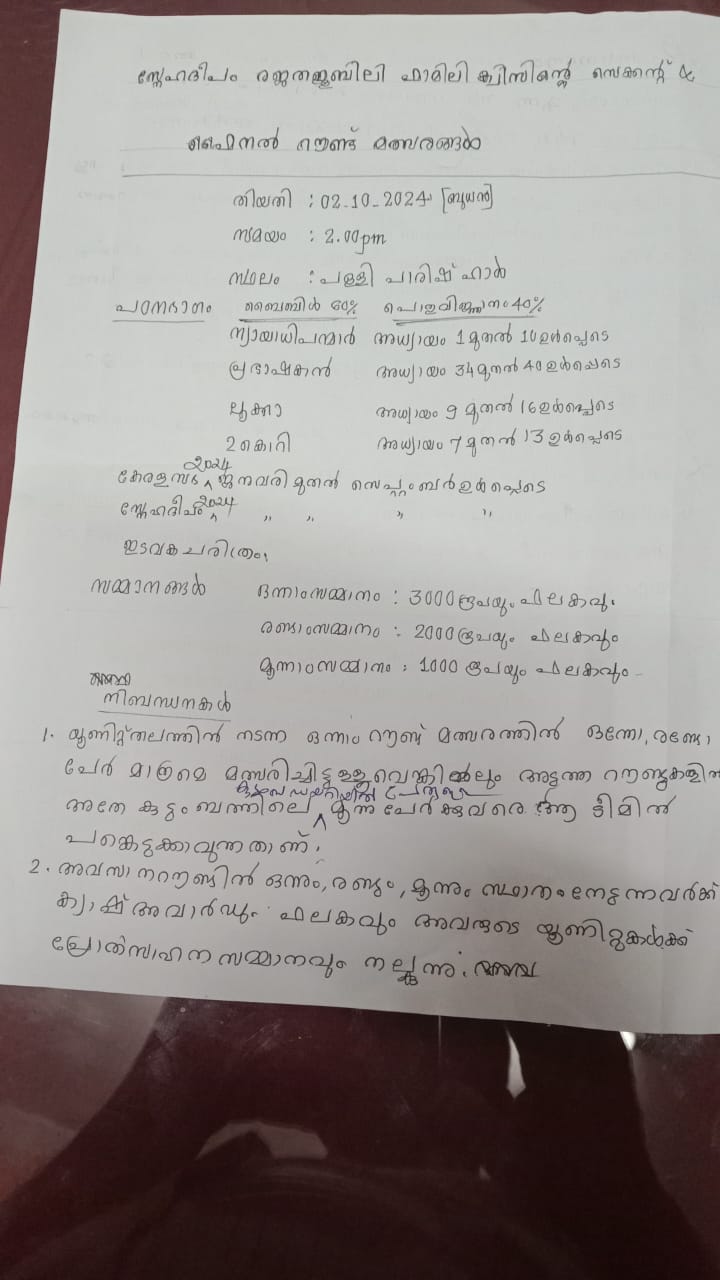 സ്നേഹദീപം രജതജൂബിലി ഫാമിലി ക്വിസിന്റെ സെക്കന്റ് &
ഫൈനൽ റൗണ്ട് മത്സരങ്ങൾ
തിയതി : 02-10-2024 [ബുധൻ]
സമയം : 2.00pm
സ്ഥലം : പള്ളി പാരിഷ് ഹാൾ
പഠനഭാഗം ബൈബിൾ 60% പൊതുവിജ്ഞാനം 40%
ന്യായാധിപന്മാർ അധ്യായം 1 മുതൽ 10 ഉൾപ്പെടെ
പ്രഭാഷകൻ അധ്യായം 34 മുതൽ 40 ഉൾപ്പെടെ
ലൂക്കാ അധ്യായം 9 മുതൽ 16 ഉൾപ്പെടെ
2 കൊറി അധ്യായം 7 മുതൽ 13 ഉൾപ്പെടെ
കേരളസഭ 2024 ജനുവരി മുതൽ സെപ്റ്റംബർ ഉൾപ്പെടെ
സ്നേഹദീപം 2024 " " " "
ഇടവക ചരിത്രം.
സമ്മാനങ്ങൾ ഒന്നാംസമ്മാനം : 3000 രൂപയും ഫലകവും.
രണ്ടാംസമ്മാനം : 2000 രൂപയും ഫലകവും
മൂന്നാംസമ്മാനം : 1000 രൂപയും ഫലകവും
നിബന്ധനകൾ
1. യൂണിറ്റ്തലത്തിൽ നടന്ന ഒന്നാം റൗണ്ട് മത്സരത്തിൽ ഒന്നോ, രണ്ടോ
പേർ മാത്രമെ മത്സരിച്ചിട്ടുള്ളുവെങ്കിൽലും അടുത്ത റൗണ്ടുകളിൽ
അതേ കുടുംബത്തിലെ മൂന്ന് പേർക്കുവരെ ആ ടീമിൽ
പങ്കെടുക്കാവുന്നതാണ്.
2. അവസാനറൗണ്ടിൽ ഒന്നും, രണ്ടും, മൂന്നും സ്ഥാനം നേടുന്നവർക്ക്
ക്യാഷ് അവാർഡും ഫലകവും അവരുടെ യൂണിറ്റുകൾക്ക്
പ്രോത്സാഹന സമ്മാനവും നല്കുന്നു.